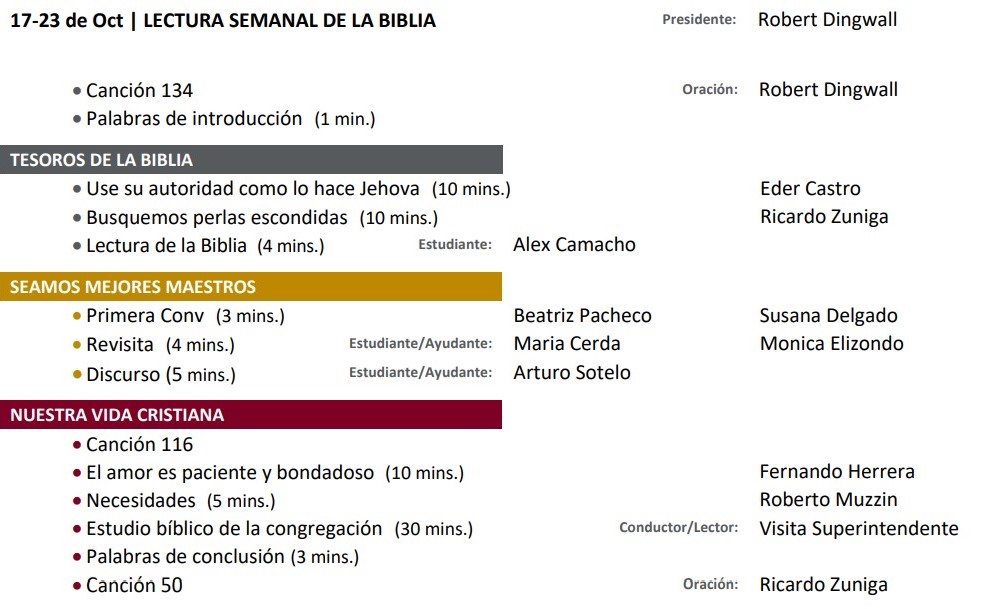 17-23 de Oct | LECTURA SEMANAL DE LA BIBLIA Presidente: Robert Dingwall
• Canción 134 Oración: Robert Dingwall
• Palabras de introducción (1 min.)
TESOROS DE LA BIBLIA
• Use su autoridad como lo hace Jehova (10 mins.) Eder Castro
• Busquemos perlas escondidas (10 mins.) Ricardo Zuniga
• Lectura de la Biblia (4 mins.) Estudiante: Alex Camacho
SEAMOS MEJORES MAESTROS
• Primera Conv (3 mins.) Beatriz Pacheco Susana Delgado
• Revisita (4 mins.) Estudiante/Ayudante: Maria Cerda Monica Elizondo
• Discurso (5 mins.) Estudiante/Ayudante: Arturo Sotelo
NUESTRA VIDA CRISTIANA
• Canción 116
• El amor es paciente y bondadoso (10 mins.) Fernando Herrera
• Necesidades (5 mins.) Roberto Muzzin
• Estudio bíblico de la congregación (30 mins.) Conductor/Lector: Visita Superintendente
• Palabras de conclusión (3 mins.)
• Canción 50 Oración: Ricardo Zuniga